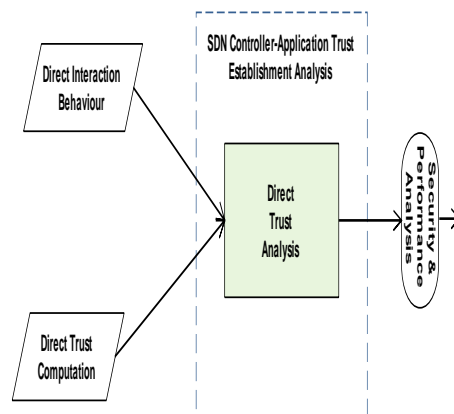 SDN Controller-Application Trust
Establishment Analysis
Direct Interaction
Behaviour
Direct
Trust
Analysis
Security &
Performance
Analysis
Direct Trust
Computation